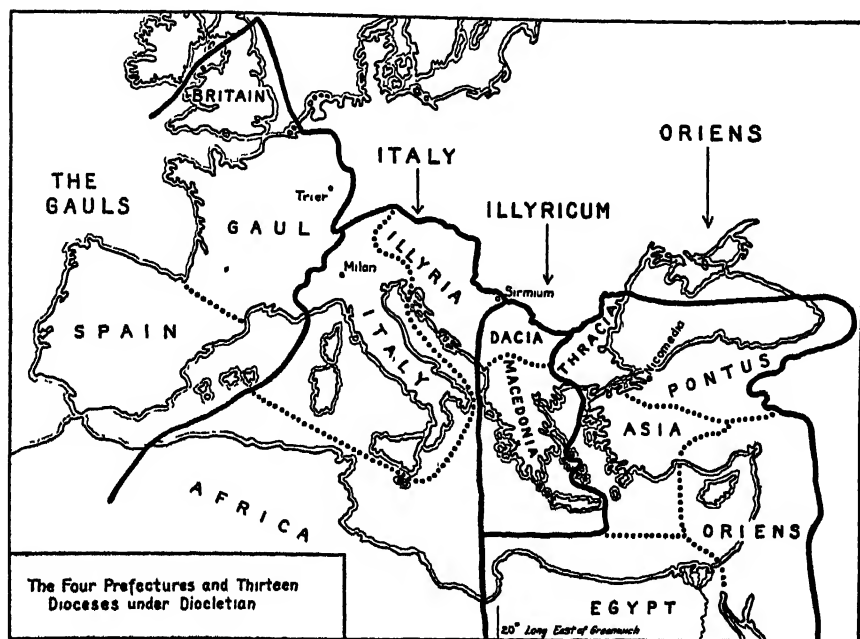 BRITAIN
ORIENS
ITALY
THE
GAULS
Trier
ILLYRICUM
GAUL
ILLYRIA
Milan
Sirmium
SPAIN
ITALY
DACIA
THRACIA
Nicomedia
PONTUS
MACEDONIA
ASIA
AFRICA
ORIENS
The Four Prefectures and Thirteen
Dioceses under Diocletian
EGYPT
20° Long East of Greenwich